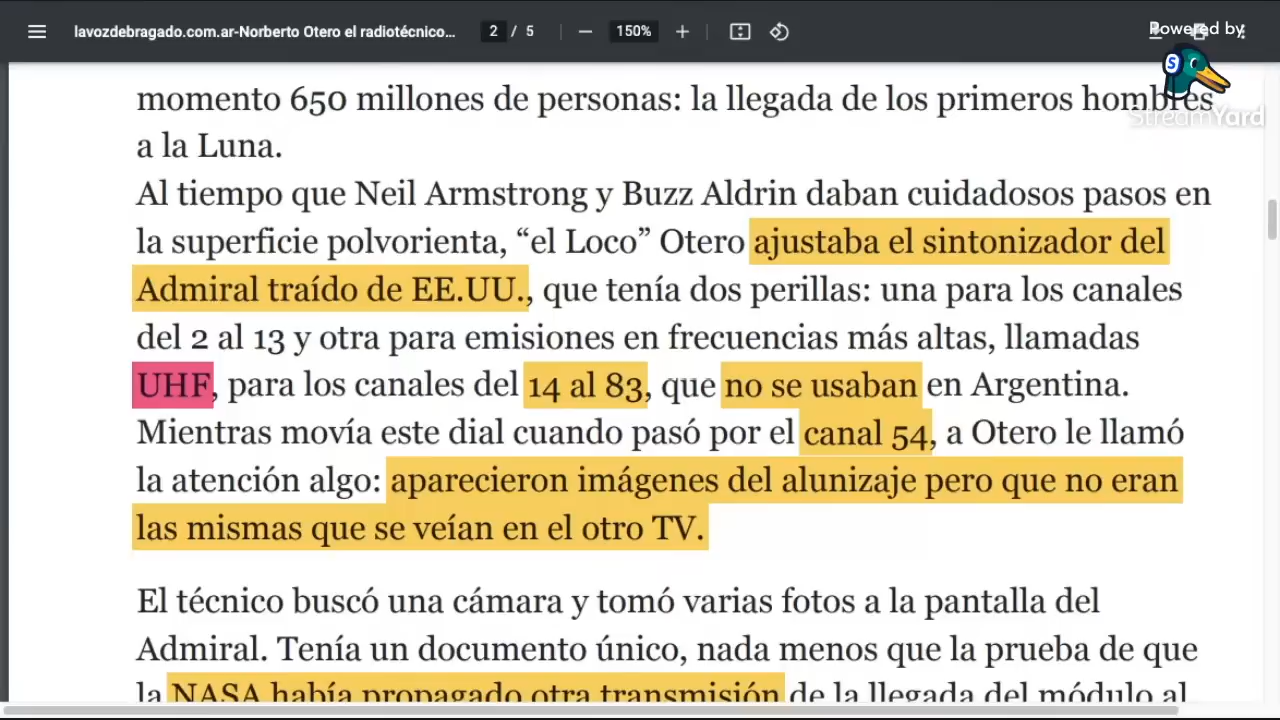 lavozdebragado.com.ar-Norberto Otero el radiotécnico... 2 / 5 150%
Powered by
StreamYard
momento 650 millones de personas: la llegada de los primeros hombres
a la Luna.
Al tiempo que Neil Armstrong y Buzz Aldrin daban cuidadosos pasos en
la superficie polvorienta, “el Loco” Otero ajustaba el sintonizador del
Admiral traído de EE.UU., que tenía dos perillas: una para los canales
del 2 al 13 y otra para emisiones en frecuencias más altas, llamadas
UHF, para los canales del 14 al 83, que no se usaban en Argentina.
Mientras movía este dial cuando pasó por el canal 54, a Otero le llamó
la atención algo: aparecieron imágenes del alunizaje pero que no eran
las mismas que se veían en el otro TV.
El técnico buscó una cámara y tomó varias fotos a la pantalla del
Admiral. Tenía un documento único, nada menos que la prueba de que
la NASA había propagado otra transmisión de la llegada del módulo al